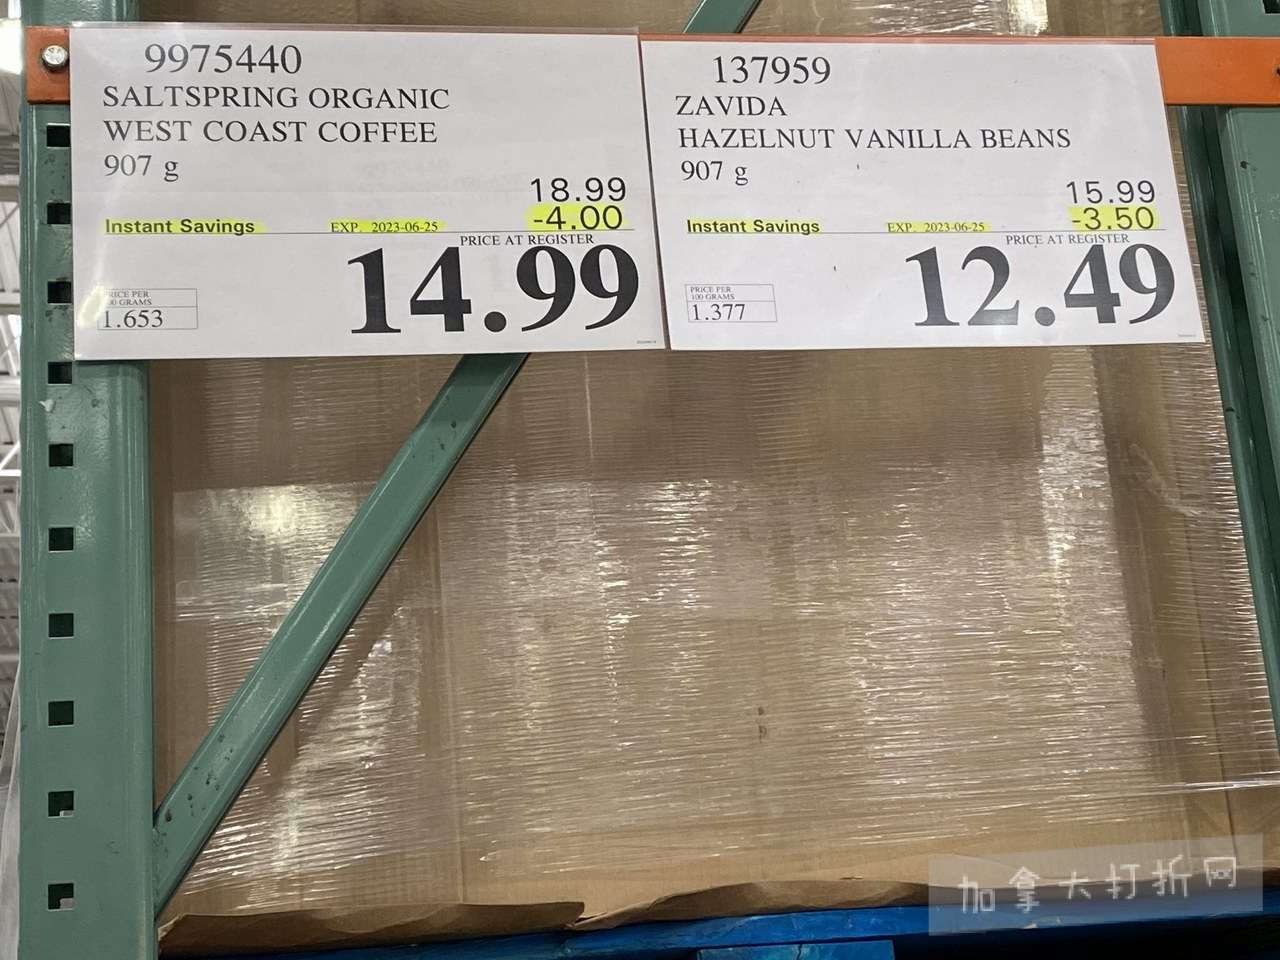 9975440
SALTSPRING ORGANIC
WEST COAST COFFEE
907 g
18.99
Instant Savings EXP. 2023-06-25 -4.00
PRICE AT REGISTER
14.99
PRICE PER
100 GRAMS
1.653
137959
ZAVIDA
HAZELNUT VANILLA BEANS
907 g
15.99
Instant Savings EXP. 2023-06-25 -3.50
PRICE AT REGISTER
12.49
PRICE PER
100 GRAMS
1.377
加拿大打折网